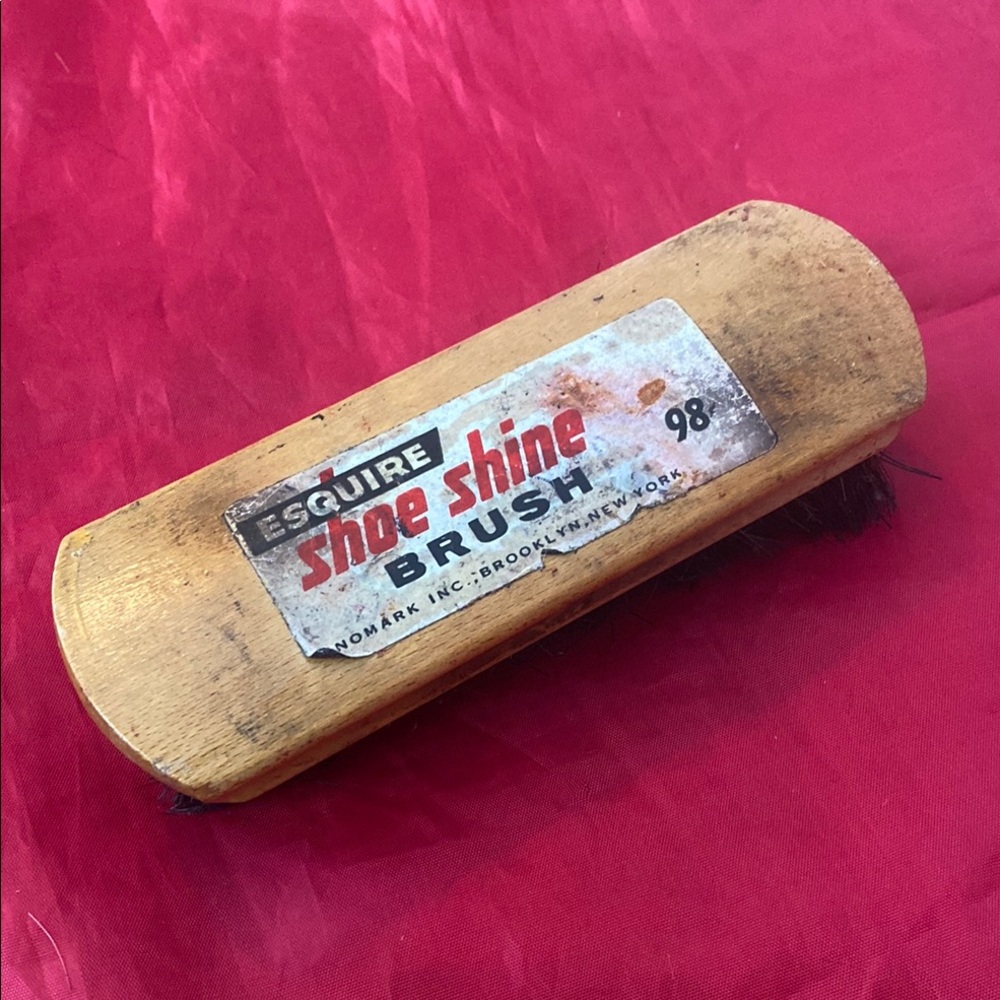 ESQUIRE
shoe shine
98
BRUSH
NOMARK INC., BROOKLYN, NEW YORK